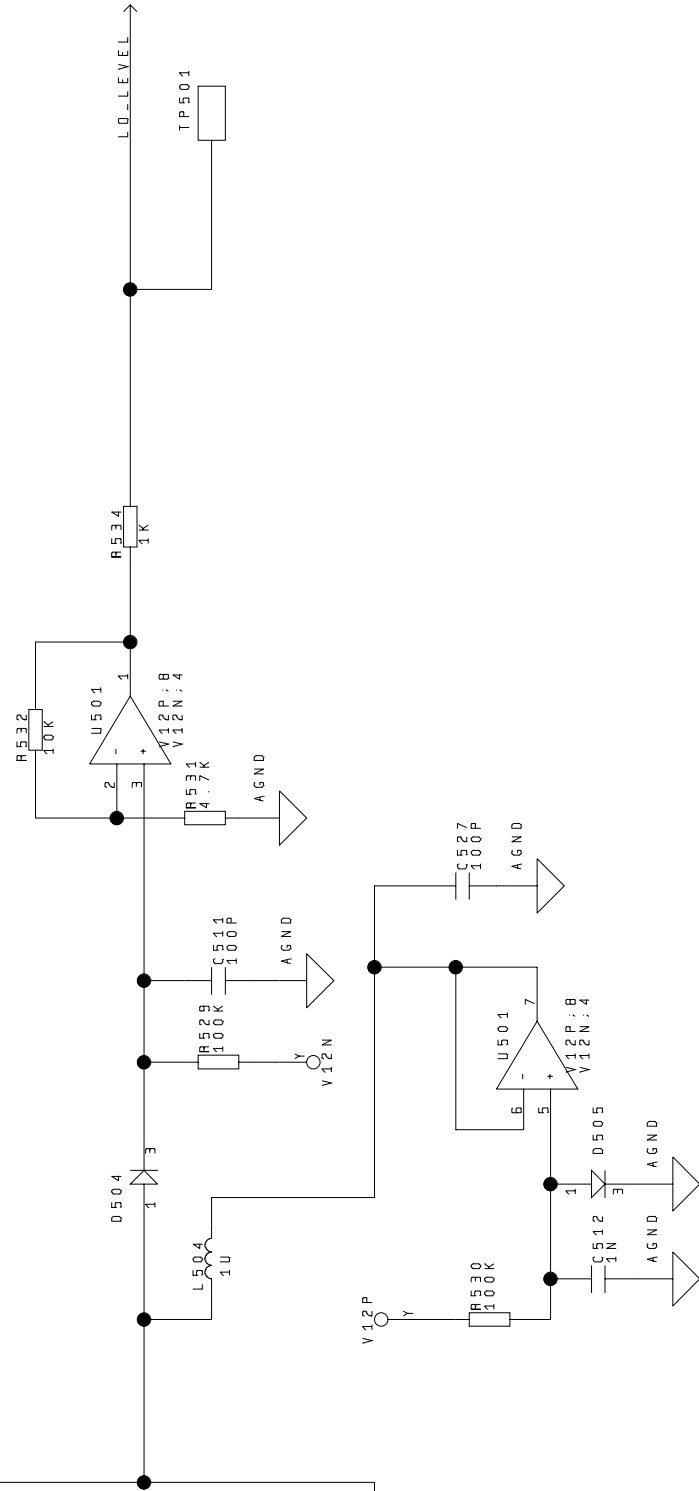 LO_LEVEL
TP501
R534
1K
R532
10K
U501
1
V12P;8
V12N;4
-
+
2
3
R531
4.7K
AGND
C527
100P
AGND
C511
100P
AGND
R529
100K
Y
V12N
U501
7
V12P;8
V12N;4
-
+
6
5
D504
3
1
D505
1
3
AGND
L504
1U
C512
1N
AGND
V12P
Y
R530
100K